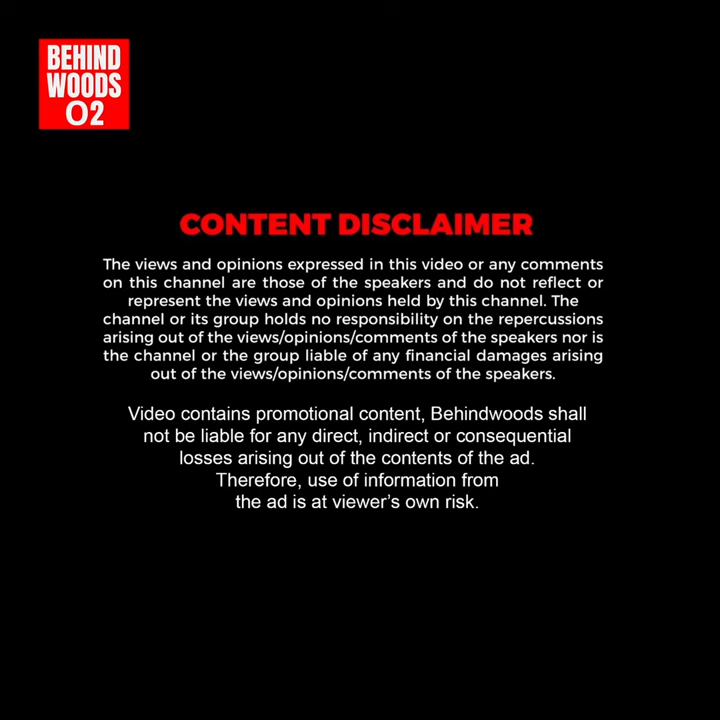 BEHIND
WOODS
O2
CONTENT DISCLAIMER
The views and opinions expressed in this video or any comments
on this channel are those of the speakers and do not reflect or
represent the views and opinions held by this channel. The
channel or its group holds no responsibility on the repercussions
arising out of the views/opinions/comments of the speakers nor is
the channel or the group liable of any financial damages arising
out of the views/opinions/comments of the speakers.
Video contains promotional content, Behindwoods shall
not be liable for any direct, indirect or consequential
losses arising out of the contents of the ad.
Therefore, use of information from
the ad is at viewer’s own risk.